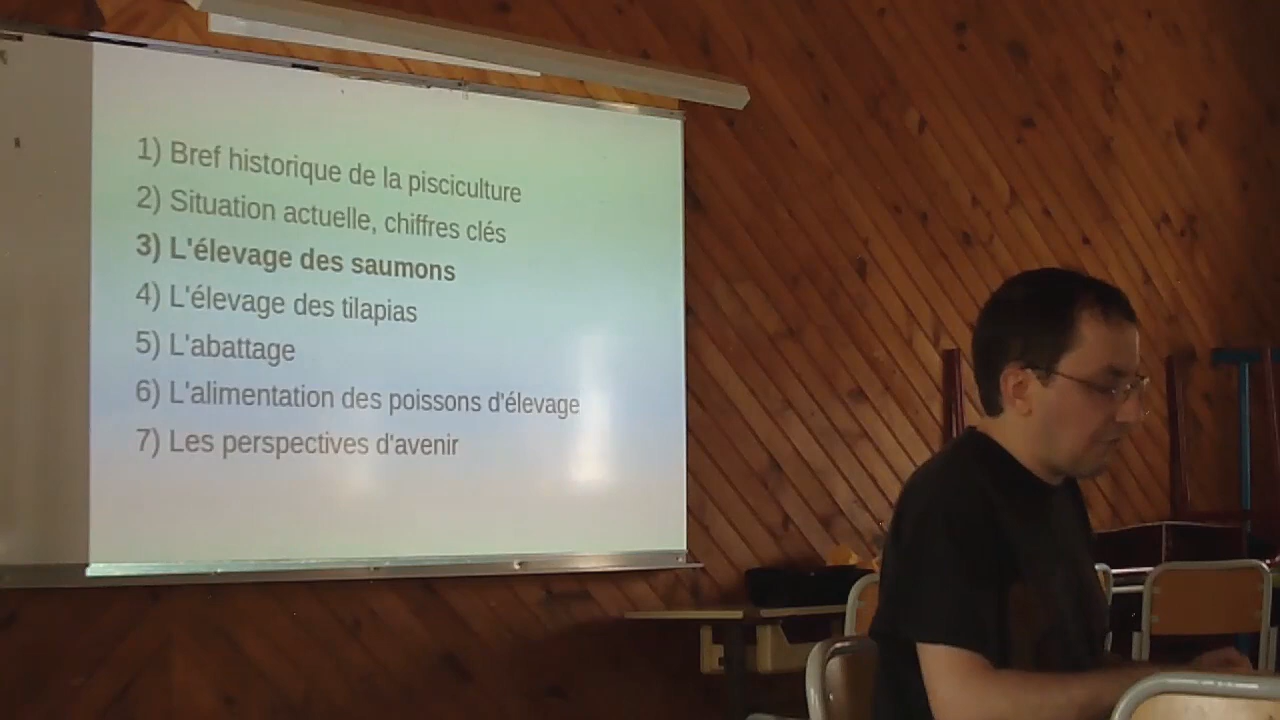 1) Bref historique de la pisciculture
2) Situation actuelle, chiffres clés
3) L'élevage des saumons
4) L'élevage des tilapias
5) L'abattage
6) L'alimentation des poissons d'élevage
7) Les perspectives d'avenir